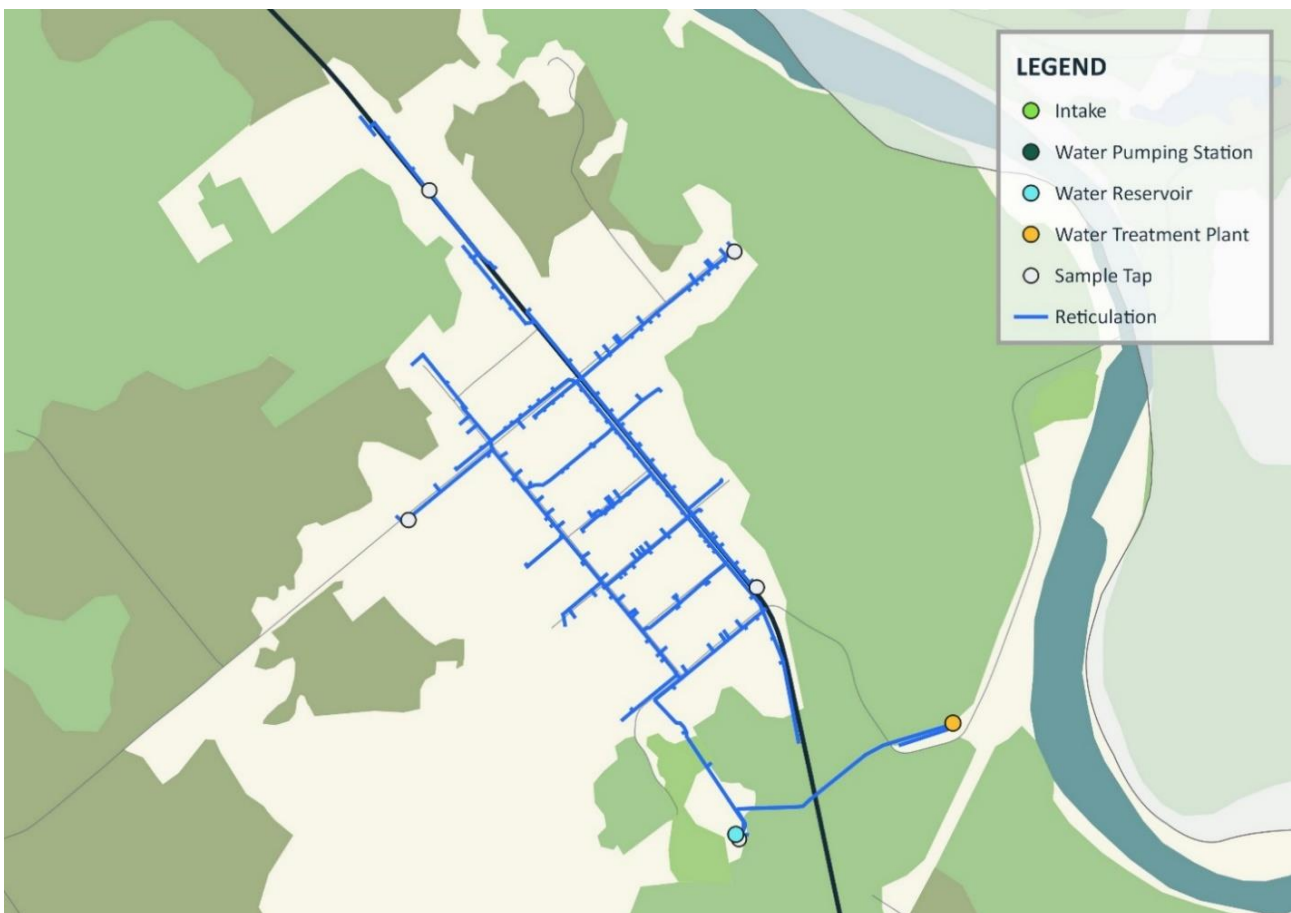 LEGEND
Intake
Water Pumping Station
Water Reservoir
Water Treatment Plant
Sample Tap
Reticulation